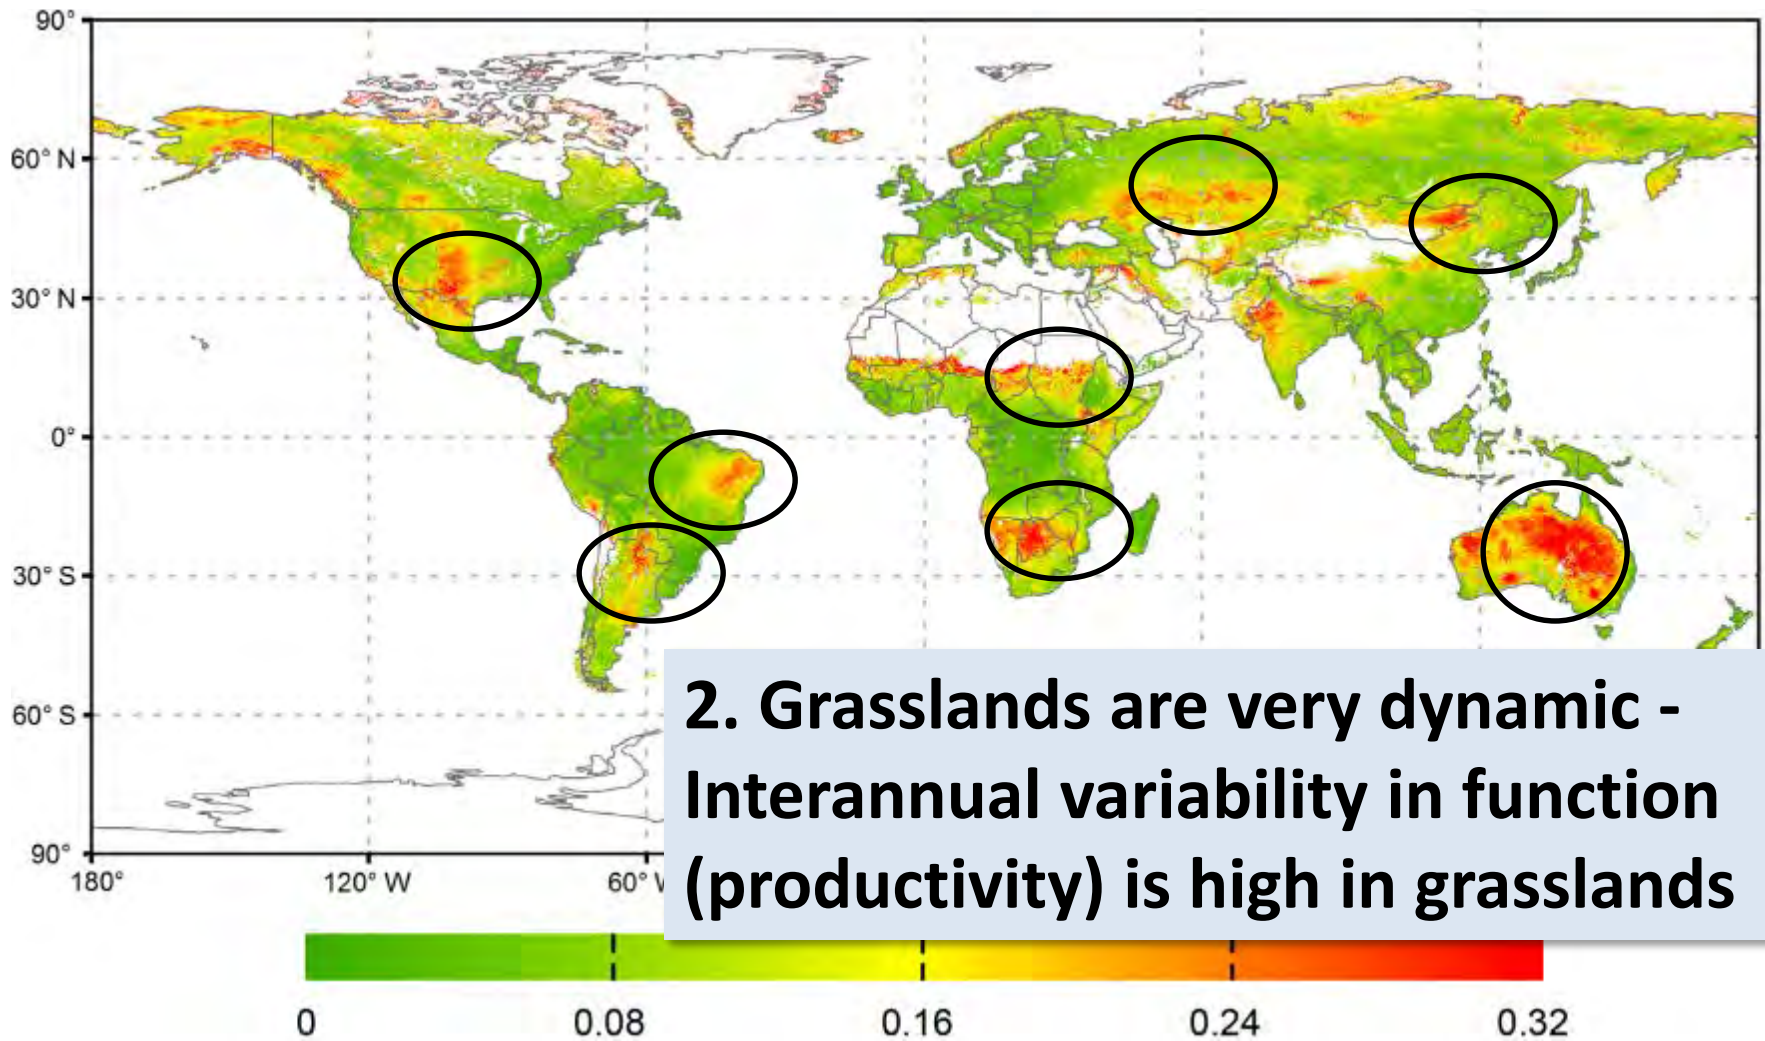 90°
60° N
30° N
0°
30° S
60° S
90°
180°
120° W
60° W
2. Grasslands are very dynamic -
Interannual variability in function
(productivity) is high in grasslands
0
0.08
0.16
0.24
0.32